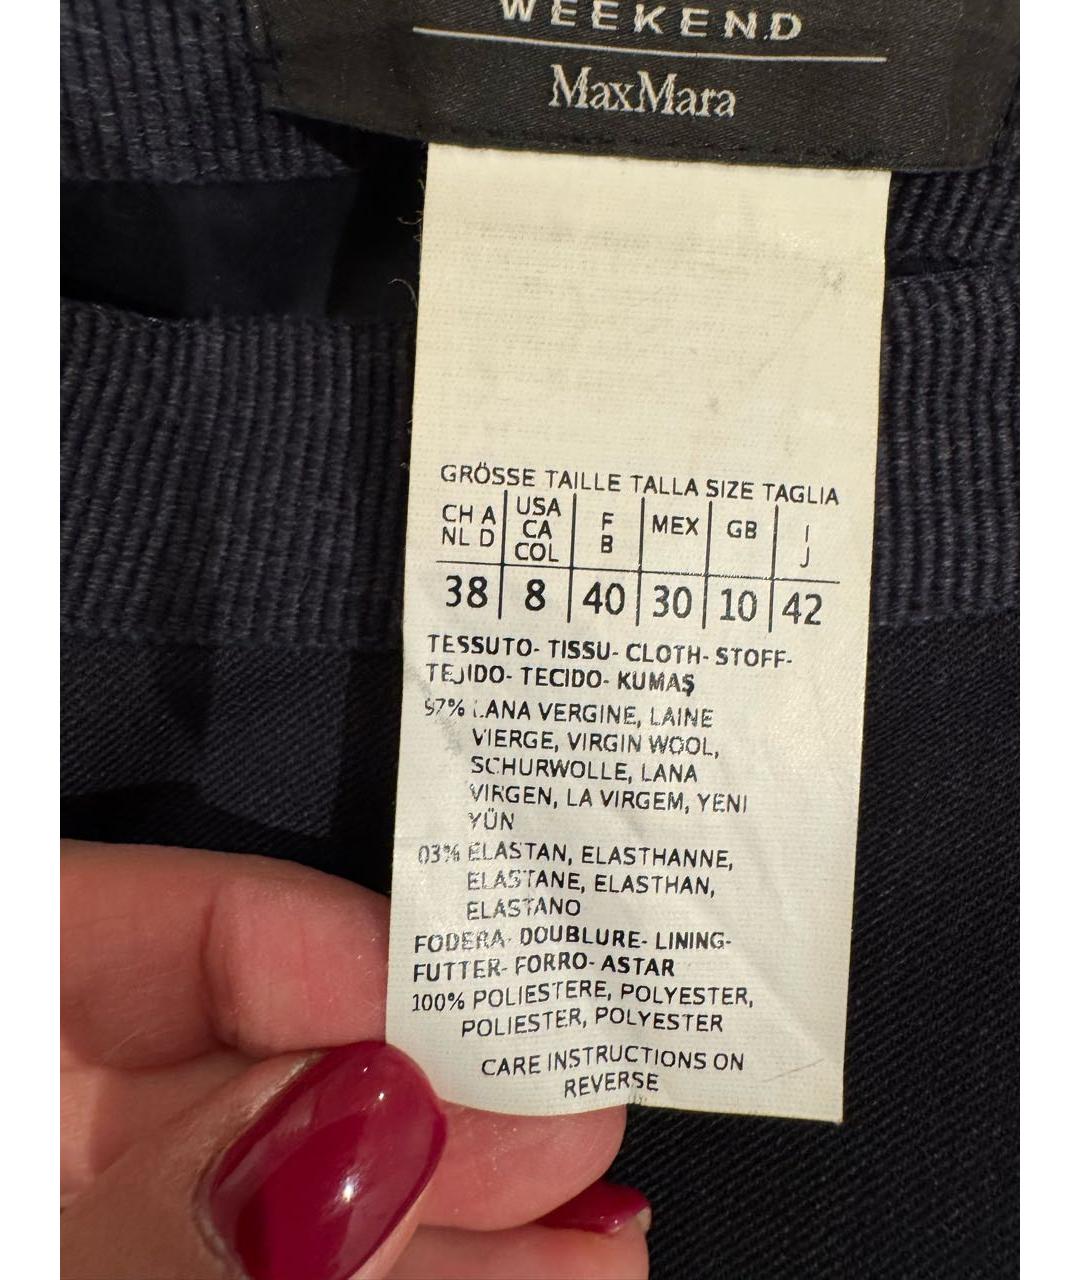 WEEKEND
MaxMara
GRÖSSE TAILLE TALLA SIZE TAGLIA
CH A NL D | USA CA COL | F B | MEX | GB | I J
38 | 8 | 40 | 30 | 10 | 42
TESSUTO- TISSU- CLOTH- STOFF-
TEJIDO- TECIDO- KUMAŞ
97% LANA VERGINE, LAINE
VIERGE, VIRGIN WOOL,
SCHURWOLLE, LANA
VIRGEN, LA VIRGEM, YENI
YÜN
03% ELASTAN, ELASTHANNE,
ELASTANE, ELASTHAN,
ELASTANO
FODERA- DOUBLURE- LINING-
FUTTER- FORRO- ASTAR
100% POLIESTERE, POLYESTER,
POLIESTER, POLYESTER
CARE INSTRUCTIONS ON
REVERSE